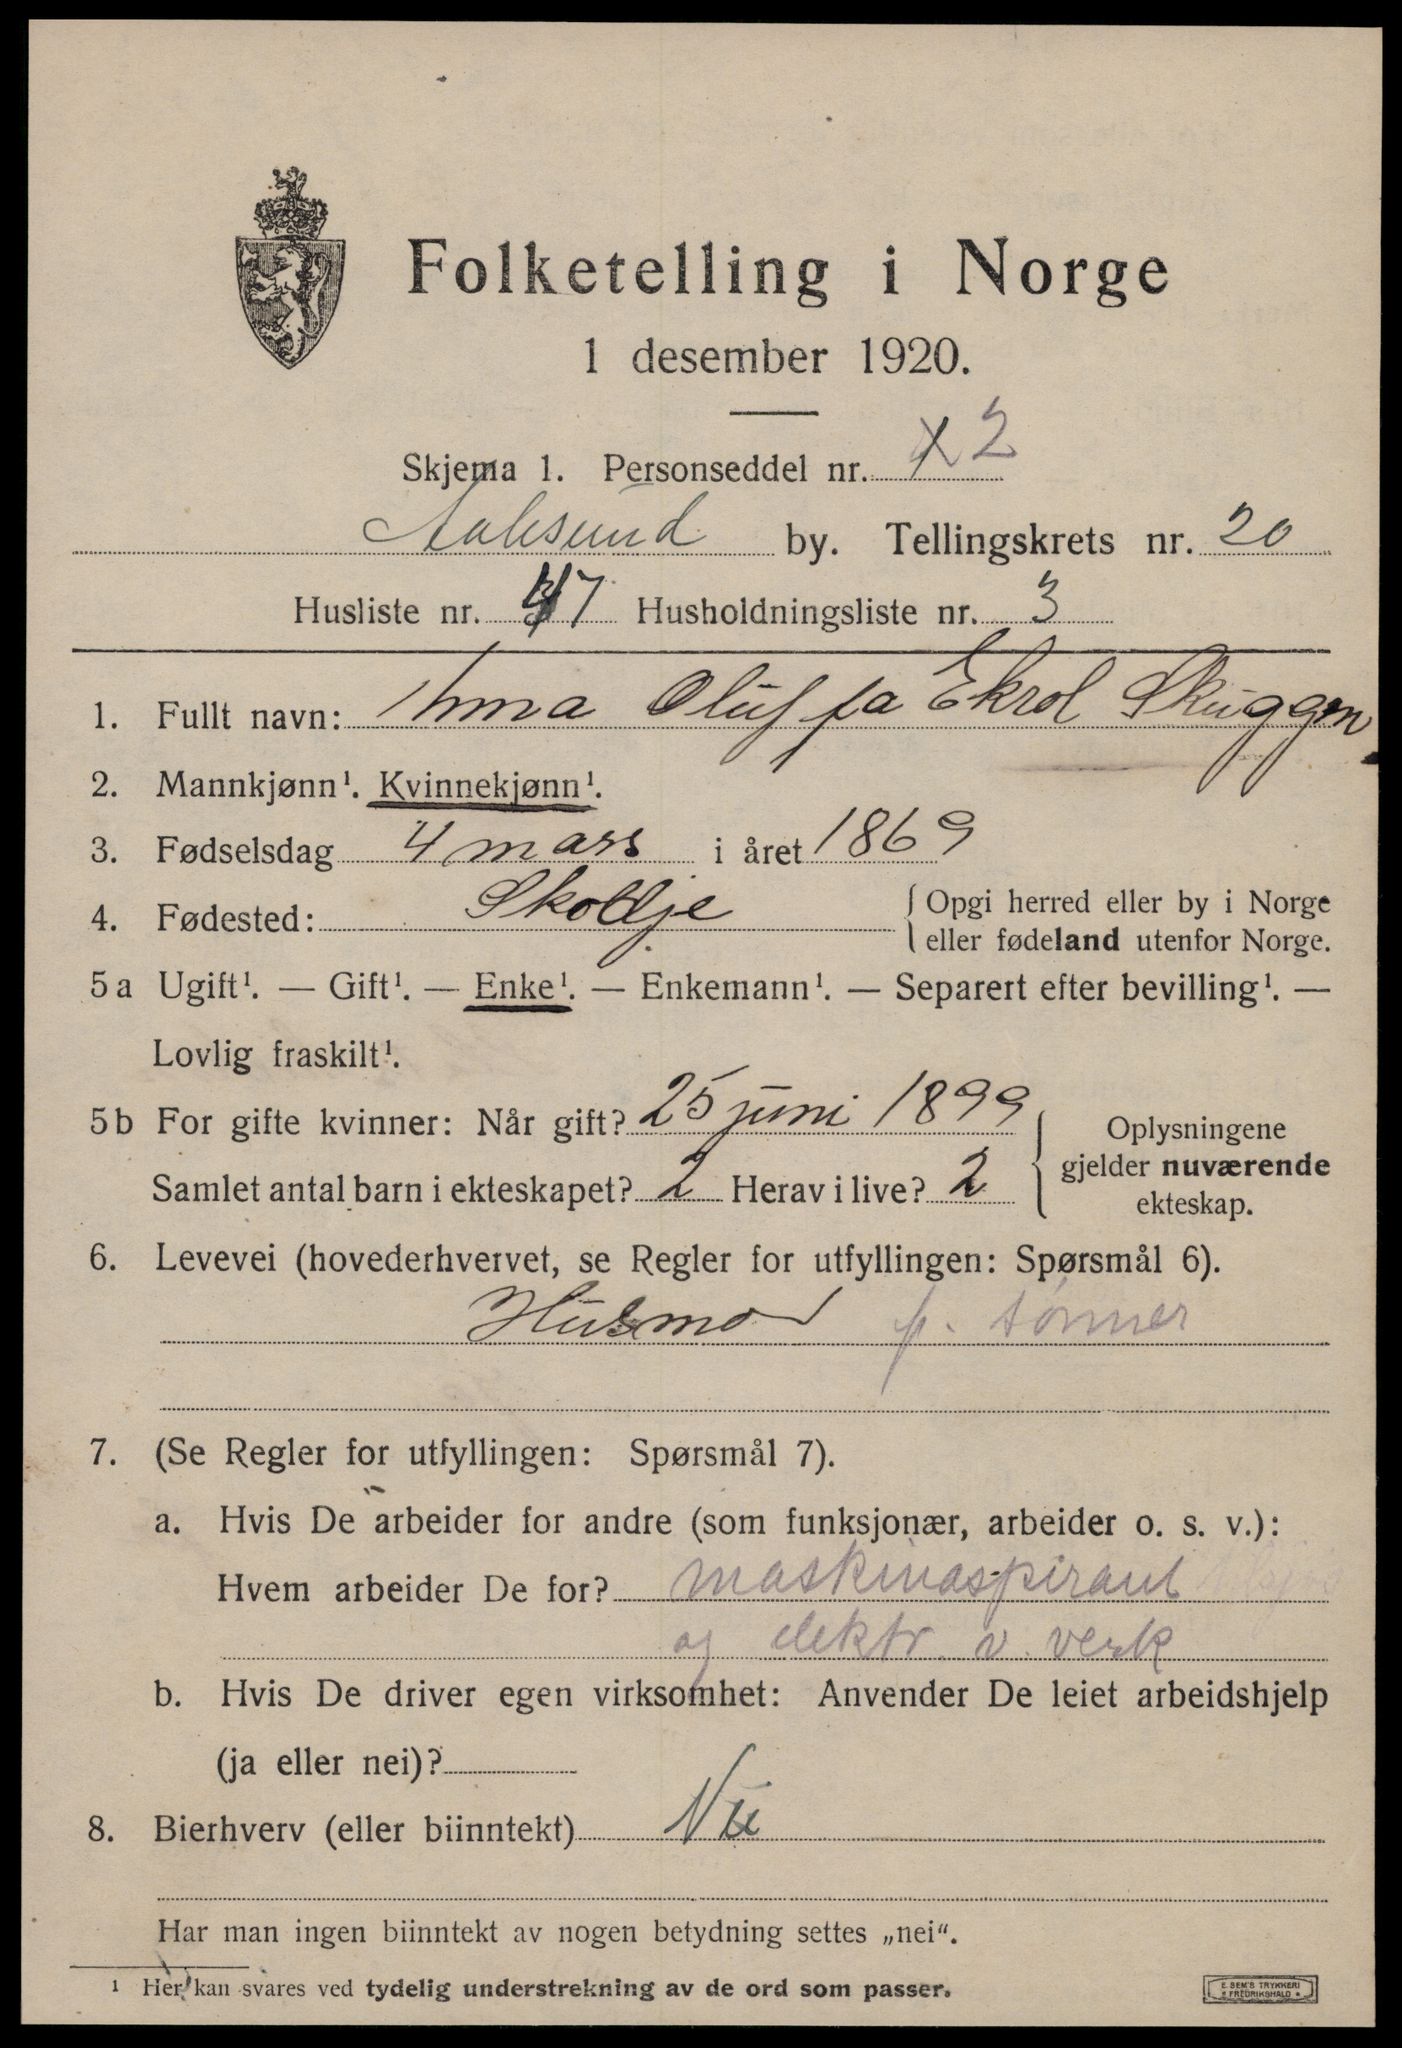 Folketelling i Norge
1 desember 1920.
Skjema 1. Personseddel nr. 2
Aalesund by. Tellingskrets nr. 20
Husliste nr. 47 Husholdningsliste nr. 3
1. Fullt navn: Anna Oluffa Ekrol Skuggen.
2. Mannkjønn¹. Kvinnekjønn¹.
3. Fødselsdag 4 mars i året 1869
4. Fødested: Skodje { Opgi herred eller by i Norge
eller fødeland utenfor Norge.
5a Ugift¹. — Gift¹. — Enke¹. — Enkemann¹. — Separert efter bevilling¹. —
Lovlig fraskilt¹.
5b For gifte kvinner: Når gift? 25 juni 1899
Samlet antal barn i ekteskapet? 2 Herav i live? 2
Oplysningene
gjelder nuværende
ekteskap.
6. Levevei (hovederhvervet, se Regler for utfyllingen: Spørsmål 6).
Husmor f. sønner
7. (Se Regler for utfyllingen: Spørsmål 7).
a. Hvis De arbeider for andre (som funksjonær, arbeider o. s. v.):
Hvem arbeider De for? maskinaspirant
og elektr. v. verk
b. Hvis De driver egen virksomhet: Anvender De leiet arbeidshjelp
(ja eller nei)?
8. Bierhverv (eller biinntekt) Nei
Har man ingen biinntekt av nogen betydning settes „nei“.
¹ Her kan svares ved tydelig understrekning av de ord som passer.
E. SEM'S TRYKKERI
FREDRIKSHALD